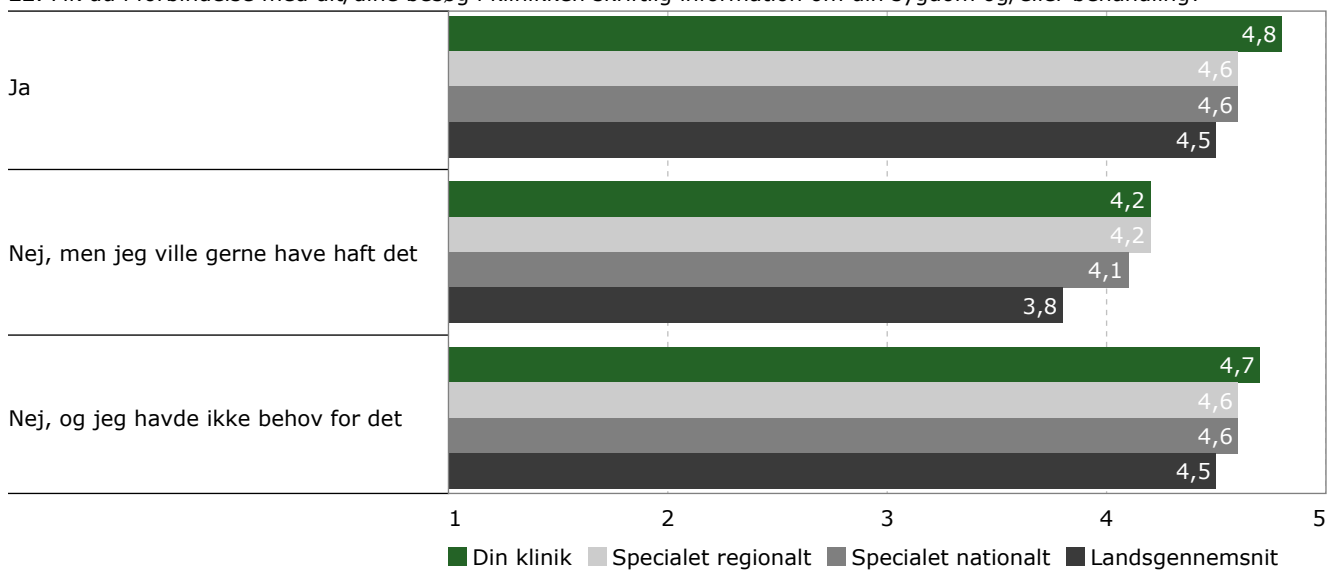 4,8
4,6
Ja
4,6
4,5
4,2
4,2
Nej, men jeg ville gerne have haft det
4,1
3,8
4,7
4,6
Nej, og jeg havde ikke behov for det
4,6
4,5
1 2 3 4 5
Din klinik Specialet regionalt Specialet nationalt Landsgennemsnit